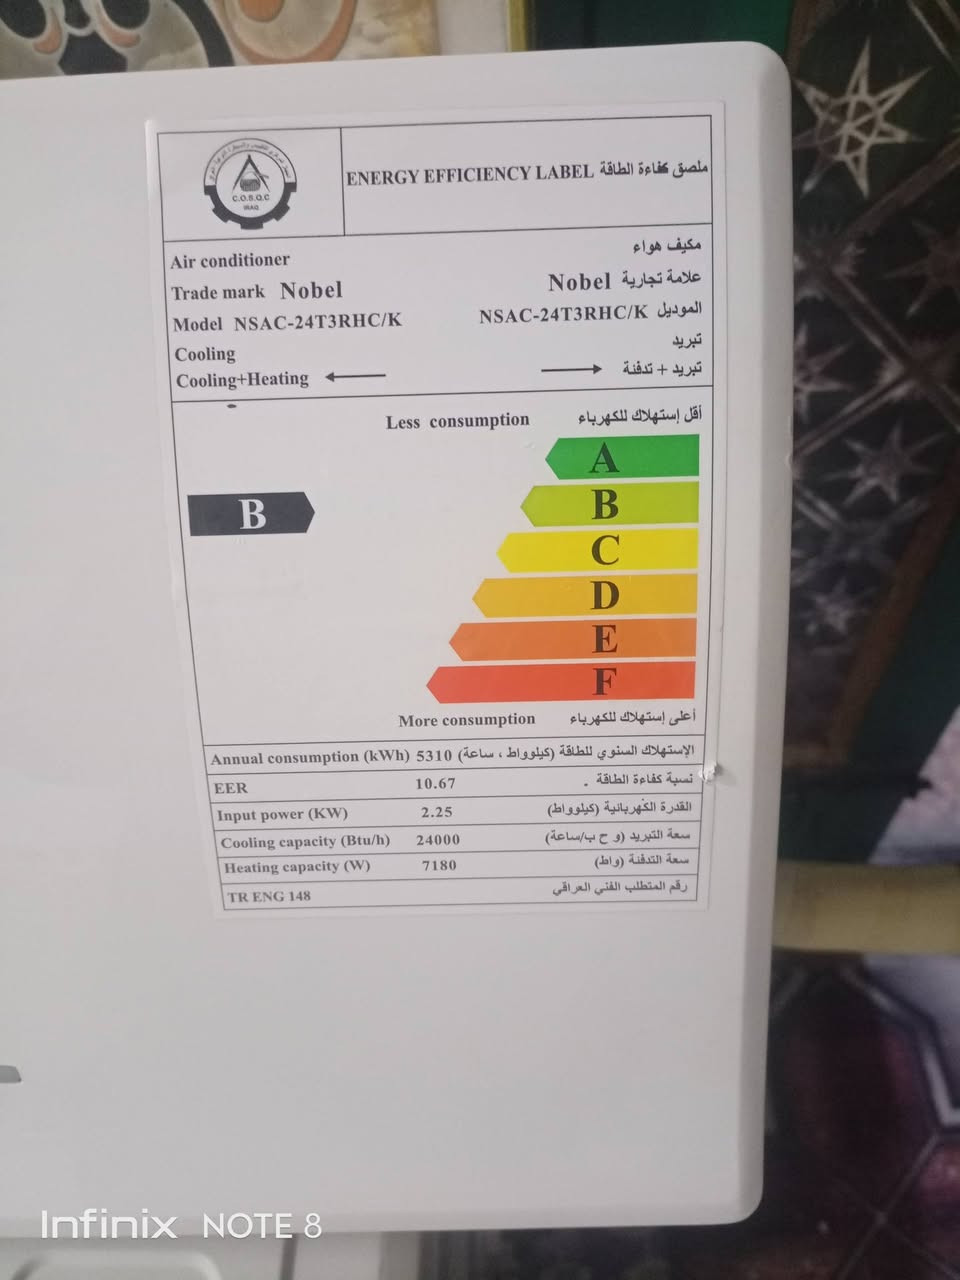 C.O.S.Q.C
IRAQ
ENERGY EFFICIENCY LABEL ملصق كفاءة الطاقة
Air conditioner مكيف هواء
Trade mark Nobel Nobel علامة تجارية
Model NSAC-24T3RHC/K NSAC-24T3RHC/K الموديل
Cooling تبريد
Cooling+Heating تبريد + تدفئة
Less consumption أقل إستهلاك للكهرباء
A
B B
C
D
E
F
More consumption أعلى إستهلاك للكهرباء
Annual consumption (kWh) 5310 الإستهلاك السنوي للطاقة (كيلوواط ، ساعة)
EER 10.67 نسبة كفاءة الطاقة .
Input power (KW) 2.25 القدرة الكهربائية (كيلوواط)
Cooling capacity (Btu/h) 24000 سعة التبريد (و ح ب/ساعة)
Heating capacity (W) 7180 سعة التدفئة (واط)
TR ENG 148 رقم المتطلب الفني العراقي
Infinix NOTE 8